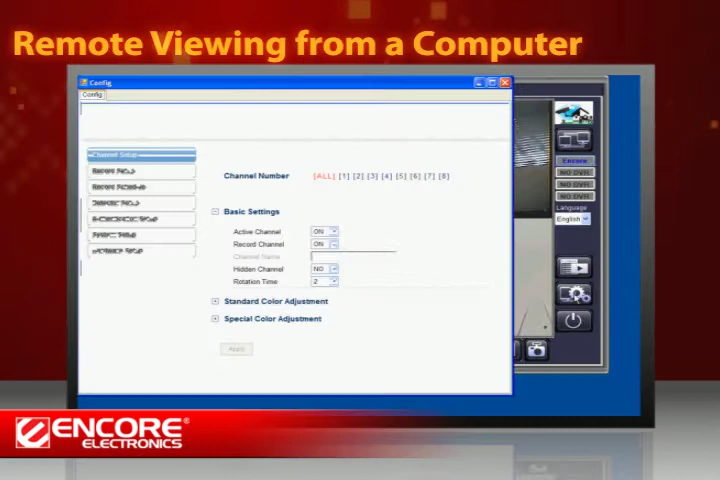 Remote Viewing from a Computer
Config
Config
Channel Setup
Channel Number [ALL] [1] [2] [3] [4] [5] [6] [7] [8]
Basic Settings
Active Channel ON
Record Channel ON
Channel Name
Hidden Channel NO
Rotation Time 2
Standard Color Adjustment
Special Color Adjustment
Apply
Encore
NO DVR
NO DVR
NO DVR
Language
English
ENCORE®
ELECTRONICS